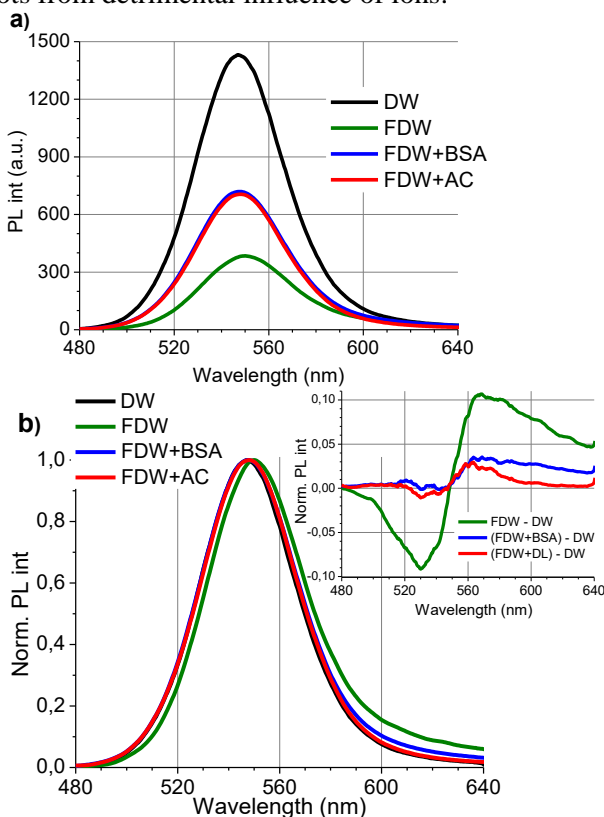 ots from detrimental influence of ions.
a)
1500
1200
900
600
300
0
PL int (a.u.)
DW
FDW
FDW+BSA
FDW+AC
480 520 560 600 640
Wavelength (nm)
b)
DW
FDW
FDW+BSA
FDW+AC
1,0
0,8
0,6
0,4
0,2
0,0
Norm. PL int
480 520 560 600 640
Wavelength (nm)
0,10
0,05
0,00
-0,05
-0,10
Norm. PL int
FDW - DW
(FDW+BSA) - DW
(FDW+DL) - DW
480 520 560 600 640
Wavelength (nm)